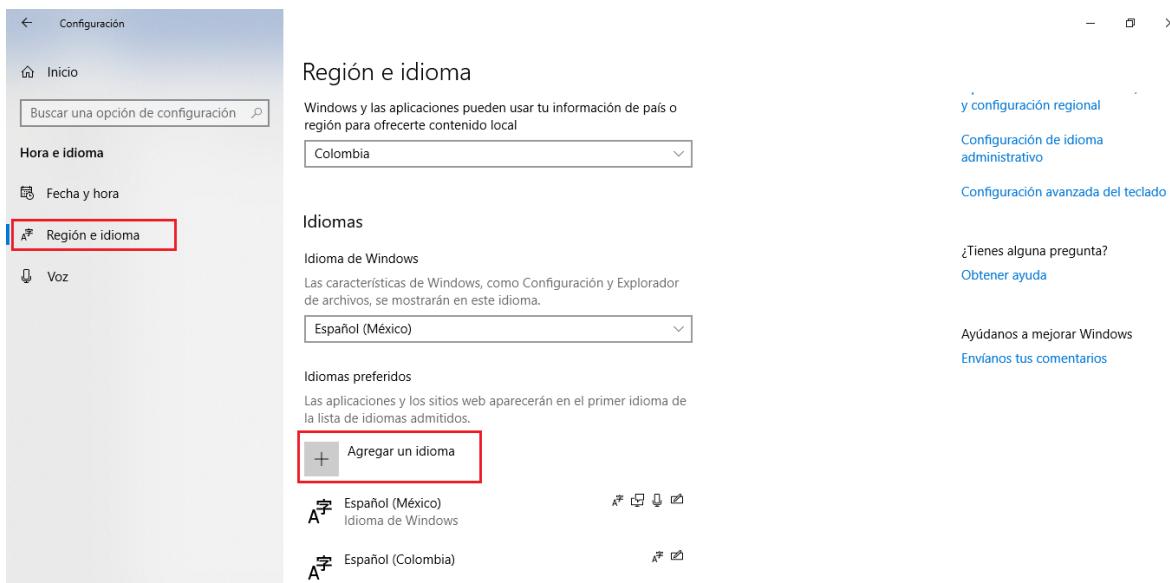 Configuración
Inicio
Buscar una opción de configuración
Hora e idioma
Fecha y hora
Región e idioma
Voz
Región e idioma
Windows y las aplicaciones pueden usar tu información de país o
región para ofrecerte contenido local
Colombia
Idiomas
Idioma de Windows
Las características de Windows, como Configuración y Explorador
de archivos, se mostrarán en este idioma.
Español (México)
Idiomas preferidos
Las aplicaciones y los sitios web aparecerán en el primer idioma de
la lista de idiomas admitidos.
Agregar un idioma
Español (México)
Idioma de Windows
Español (Colombia)
y configuración regional
Configuración de idioma
administrativo
Configuración avanzada del teclado
¿Tienes alguna pregunta?
Obtener ayuda
Ayúdanos a mejorar Windows
Envíanos tus comentarios